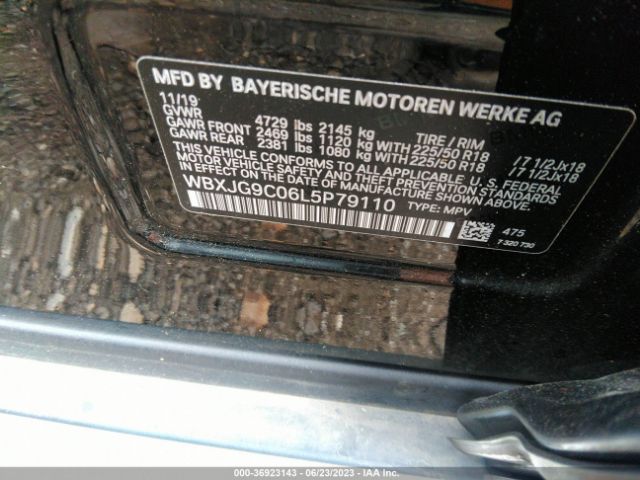 MFD BY BAYERISCHE MOTOREN WERKE AG
11/19
GVWR 4729 lbs 2145 kg TIRE / RIM
GAWR FRONT 2469 lbs 1120 kg WITH 225/50 R18 /7 1/2Jx18
GAWR REAR 2381 lbs 1080 kg WITH 225/50 R18 /7 1/2Jx18
THIS VEHICLE CONFORMS TO ALL APPLICABLE U. S. FEDERAL
MOTOR VEHICLE SAFETY, BUMPER, AND THEFT PREVENTION STANDARDS
IN EFFECT ON THE DATE OF MANUFACTURE SHOWN ABOVE.
WBXJG9C06L5P79110 TYPE: MPV 475
7 320 730
000-36923143 - 06/23/2023 - IAA Inc.